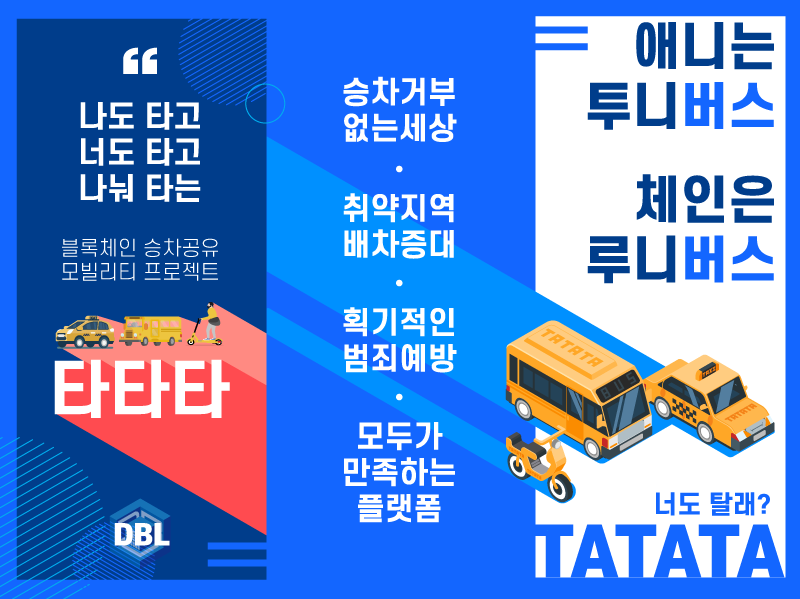 “
나도 타고
너도 타고
나눠 타는
블록체인 승차공유
모빌리티 프로젝트
타타타
DBL
승차거부
없는세상
·
취약지역
배차증대
·
획기적인
범죄예방
·
모두가
만족하는
플랫폼
애니는
투니버스
체인은
루니버스
TATATA
BUS
TAXI
TATATA
너도 탈래?
TATATA